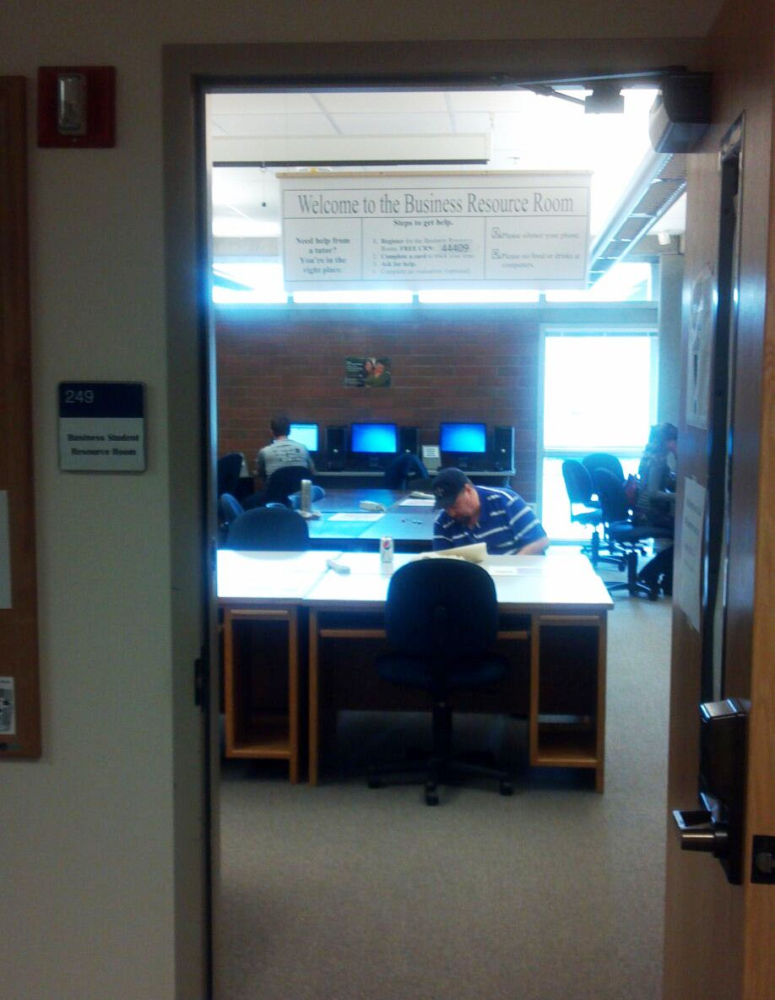 Welcome to the Business Resource Room
Need help from
a tutor?
You're in the
right place.
Steps to get help.
1. Register for the Business Resource
Room. FREE CRN: 44409
2. Complete a card to track your time.
3. Ask for help.
4. Complete an evaluation (optional)
Please silence your phone.
Please no food or drinks at
computers.
249
Business Student
Resource Room